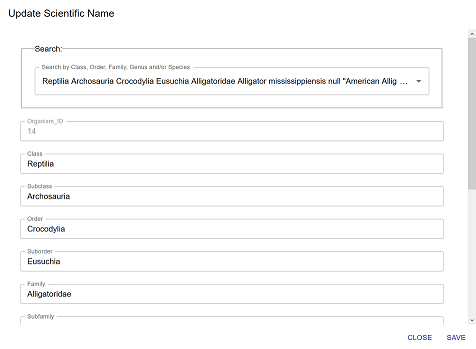 Update Scientific Name
Search:
Search by Class, Order, Family, Genus and/or Species
Reptilia Archosauria Crocodylia Eusuchia Alligatoridae Alligator mississippiensis null "American Allig ...
Organism_ID
14
Class
Reptilia
Subclass
Archosauria
Order
Crocodylia
Suborder
Eusuchia
Family
Alligatoridae
Subfamily
CLOSE SAVE